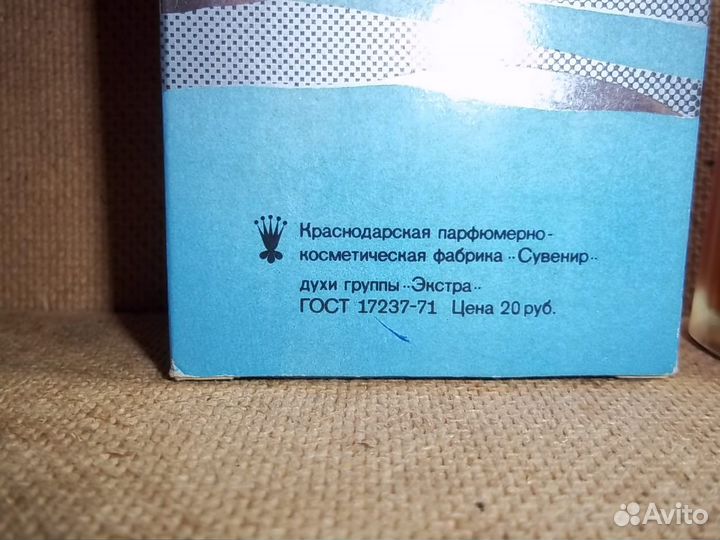 Краснодарская парфюмерно-
косметическая фабрика "Сувенир"
духи группы "Экстра"
ГОСТ 17237-71 Цена 20 руб.
Avito